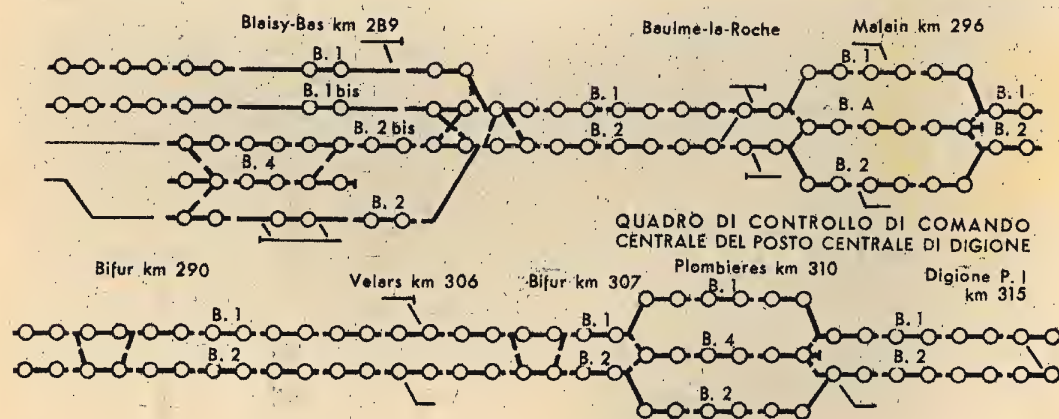 Blaisy-Bas km 2B9
Baulme-la-Roche
Malain km 296
B. 1
B. 1
B. 1 bis
B. 1
B. A
B. 1
B. 2 bis
B. 2
B. 2
B. 4
B. 2
B. 2
QUADRO DI CONTROLLO DI COMANDO
CENTRALE DEL POSTO CENTRALE DI DIGIONE
Bifur km 290
Velars km 306
Bifur km 307
Plombieres km 310
Digione P. I
km 315
B. 1
B. 1
B. 1
B. 1
B. 2
B. 2
B. 4
B. 2
B. 2